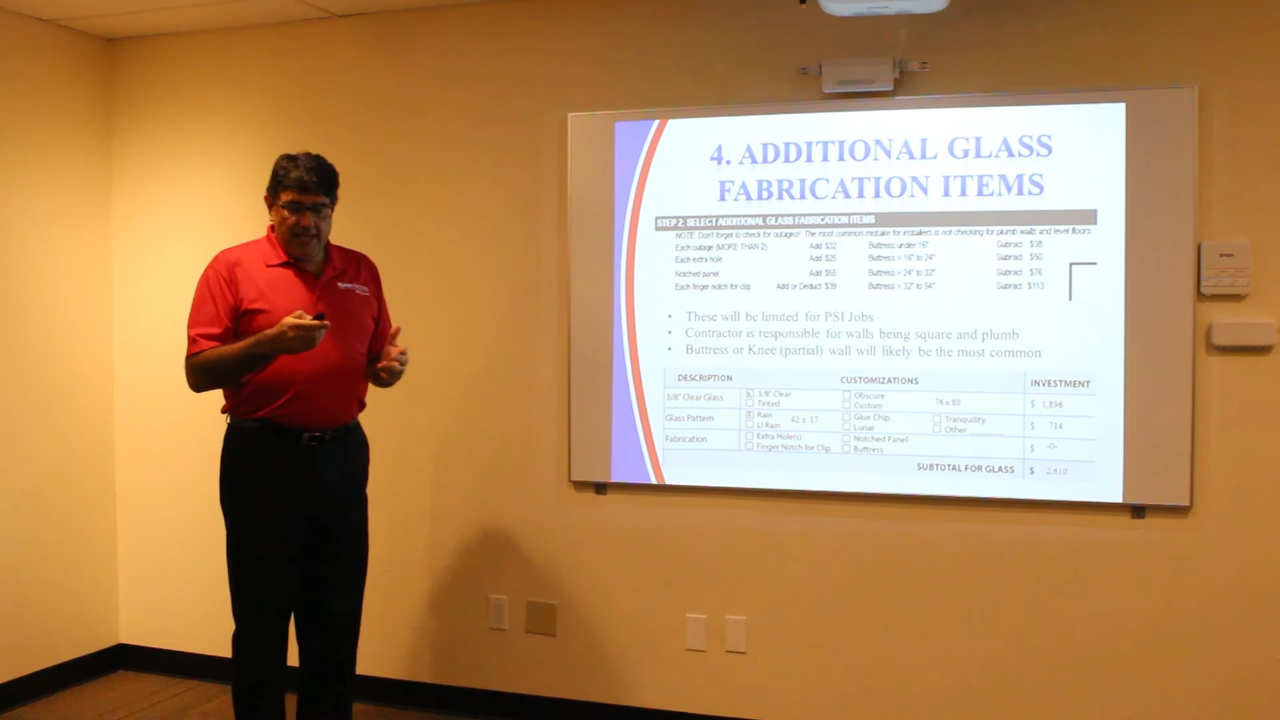 4. ADDITIONAL GLASS
FABRICATION ITEMS
STEP 2: SELECT ADDITIONAL GLASS FABRICATION ITEMS
NOTE: Don't forget to check for outages! The most common mistake for installers is not checking for plumb walls and level floors.
Each outage (MORE THAN 2) Add $32 Buttress under 16" Subtract $38
Each extra hole Add $25 Buttress > 16" to 24" Subtract $50
Notched panel Add $55 Buttress > 24" to 32" Subtract $76
Each finger notch for clip Add or Deduct $39 Buttress > 32" to 54" Subtract $113
• These will be limited for PSI Jobs
• Contractor is responsible for walls being square and plumb
• Buttress or Knee (partial) wall will likely be the most common
DESCRIPTION CUSTOMIZATIONS INVESTMENT
3/8" Clear Glass 3/8" Clear Obscure 76 x 80 $ 1,896
Tinted Custom
Glass Pattern Rain 42 x 17 Glue Chip Tranquility $ 714
LI Rain Lunar Other
Fabrication Extra Hole(s) Notched Panel $ -0-
Finger Notch for Clip Buttress
SUBTOTAL FOR GLASS $ 2,610
EPSON